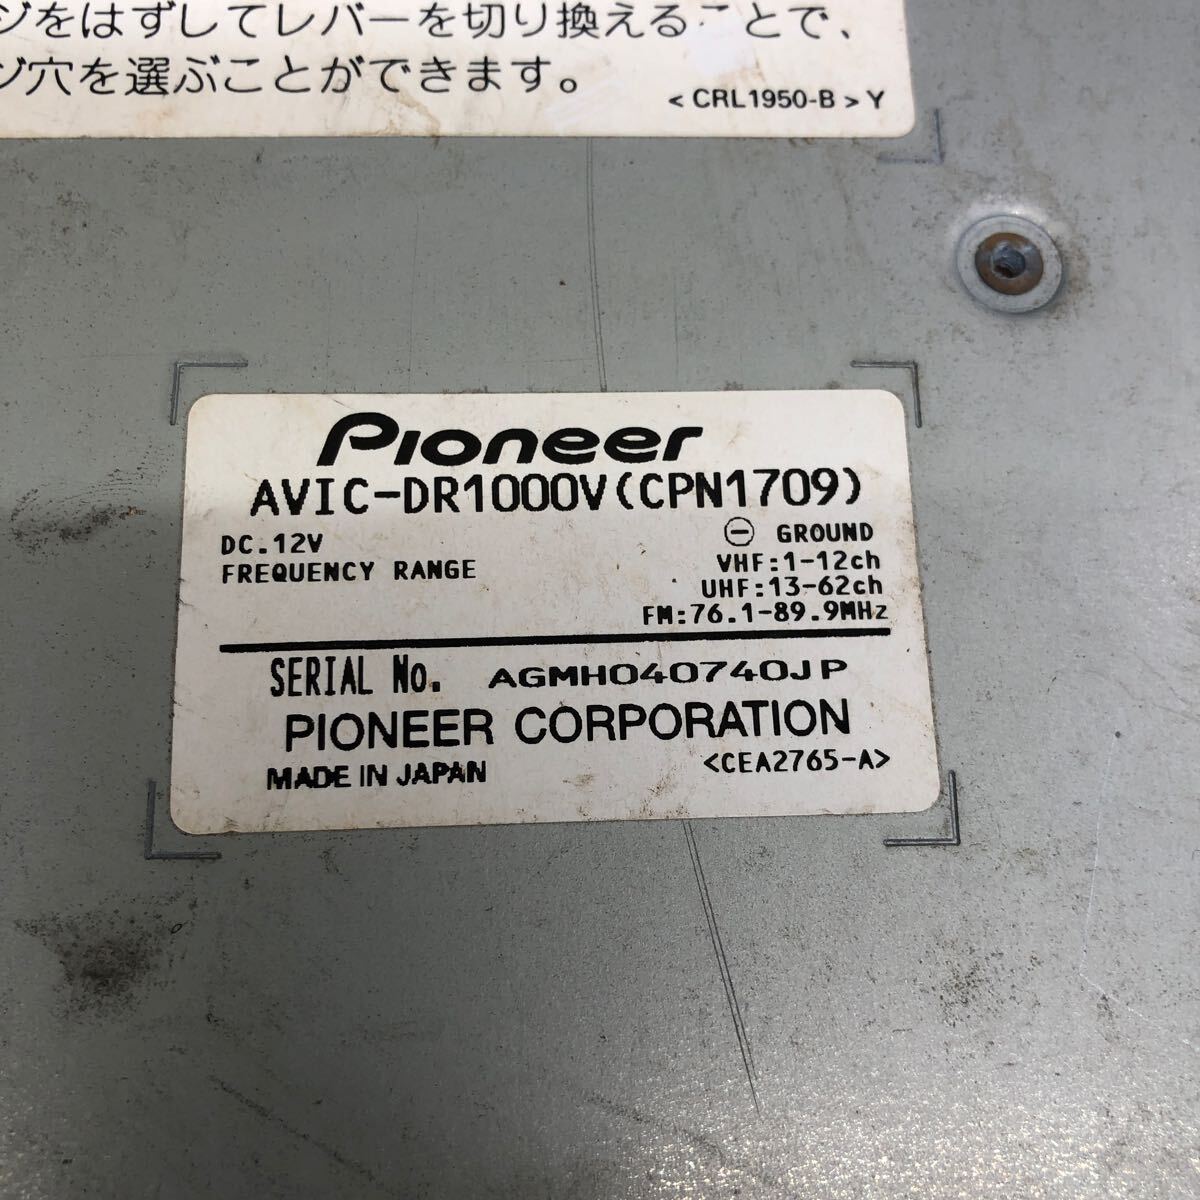 ジをはずしてレバーを切り換えることで、
ジ穴を選ぶことができます。
<CRL1950-B>Y
Pioneer
AVIC-DR1000V(CPN1709)
DC.12V ⊖ GROUND
FREQUENCY RANGE VHF:1-12ch
UHF:13-62ch
FM:76.1-89.9MHz
SERIAL No. AGMH040740JP
PIONEER CORPORATION
MADE IN JAPAN <CEA2765-A>